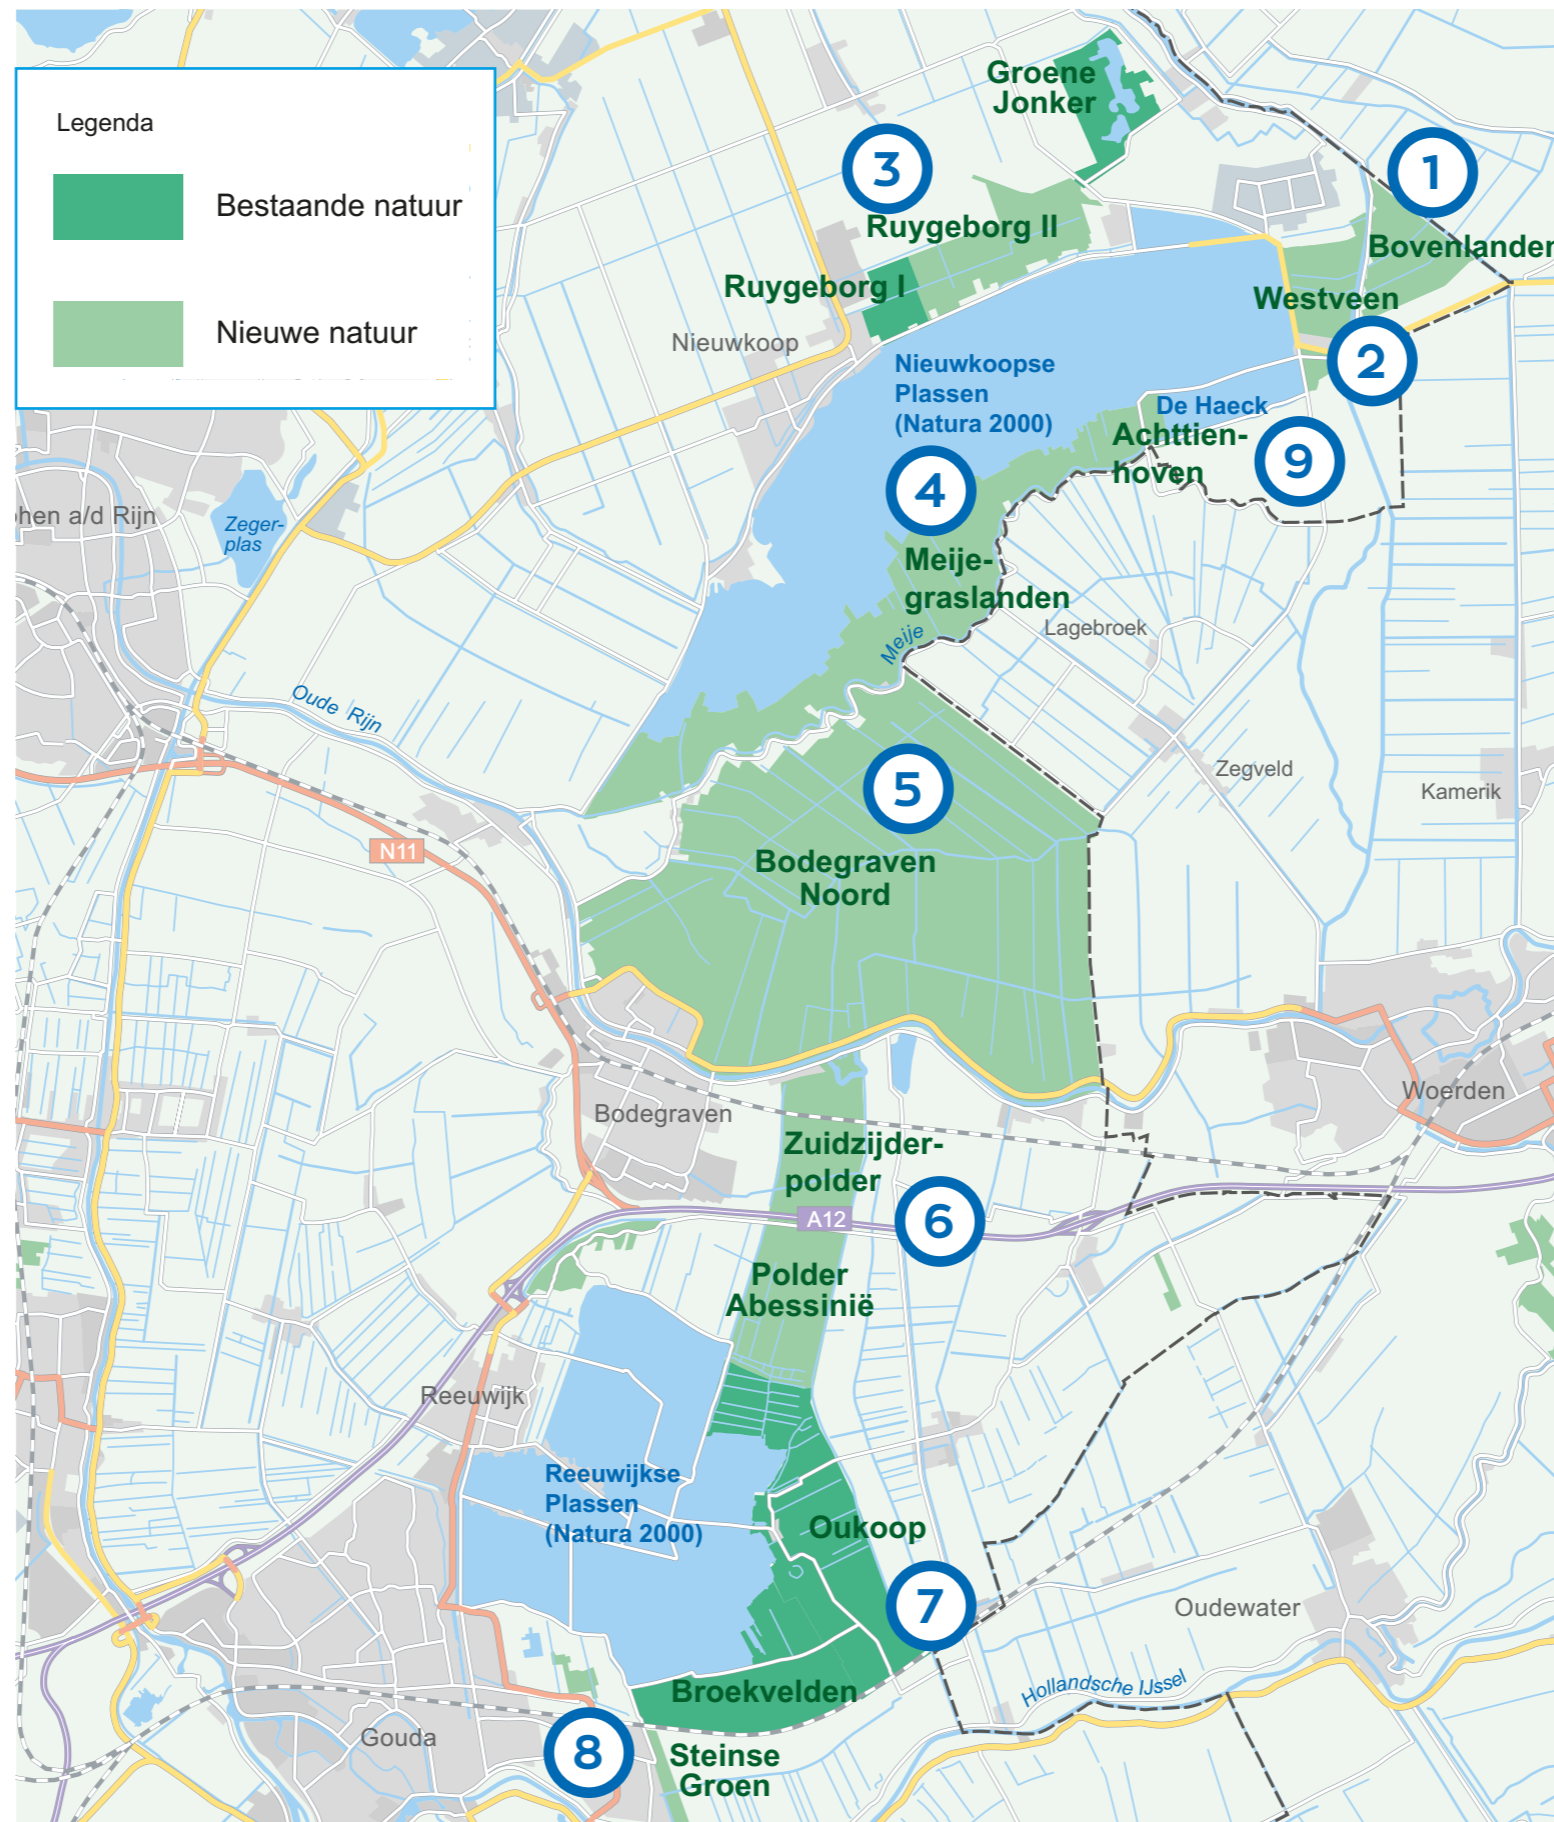 Legenda
Bestaande natuur
Nieuwe natuur
Groene
Jonker
3
1
Ruygeborg II
Bovenlanden
Ruygeborg I
Westveen
Nieuwkoop
2
Nieuwkoopse
Plassen
(Natura 2000)
De Haeck
Achttien-
hoven
9
4
hen a/d Rijn
Zeger-
plas
Meije-
graslanden
Meije
Lagebroek
Oude Rijn
Zegveld
Kamerik
5
N11
Bodegraven
Noord
Woerden
Bodegraven
Zuidzijder-
polder
A12
6
Polder
Abessinië
Reeuwijk
Reeuwijkse
Plassen
(Natura 2000)
Oukoop
7
Oudewater
Hollandsche IJssel
Broekvelden
Gouda
8
Steinse
Groen